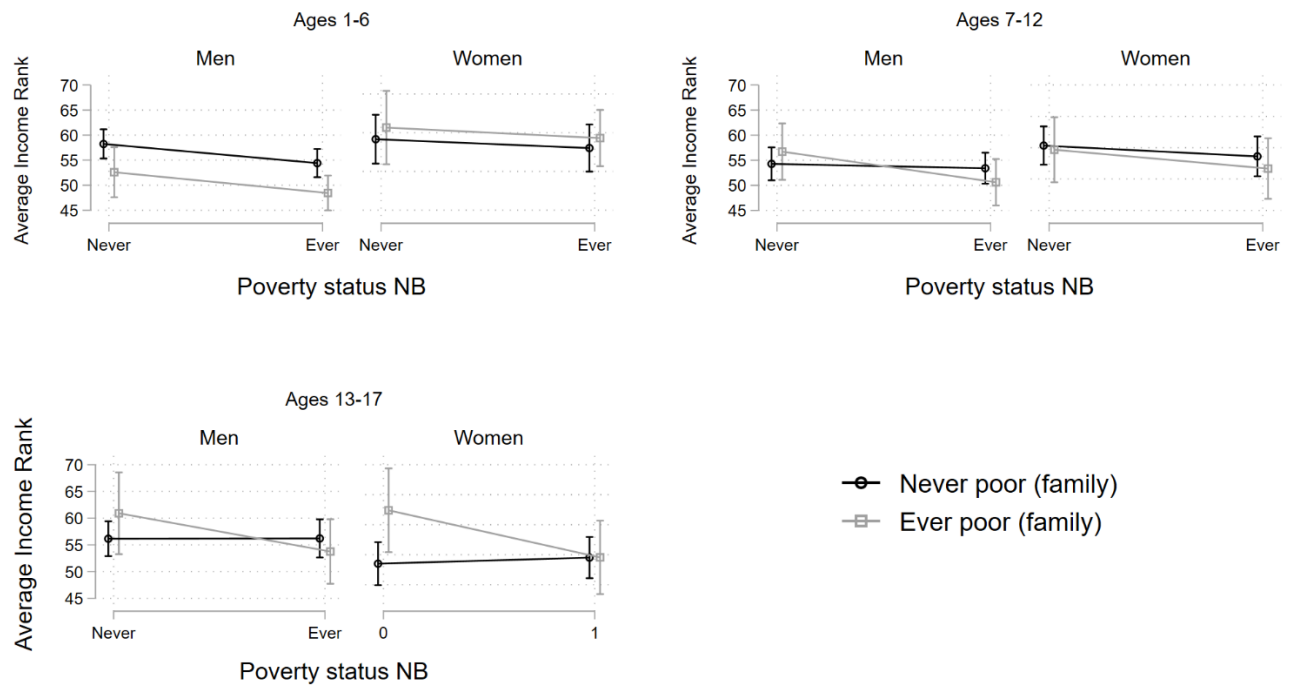 Ages 1-6
Men Women
Average Income Rank
70
65
60
55
50
45
Never Ever Never Ever
Poverty status NB
Ages 7-12
Men Women
Average Income Rank
70
65
60
55
50
45
Never Ever Never Ever
Poverty status NB
Ages 13-17
Men Women
Average Income Rank
70
65
60
55
50
45
Never Ever 0 1
Poverty status NB
Never poor (family)
Ever poor (family)